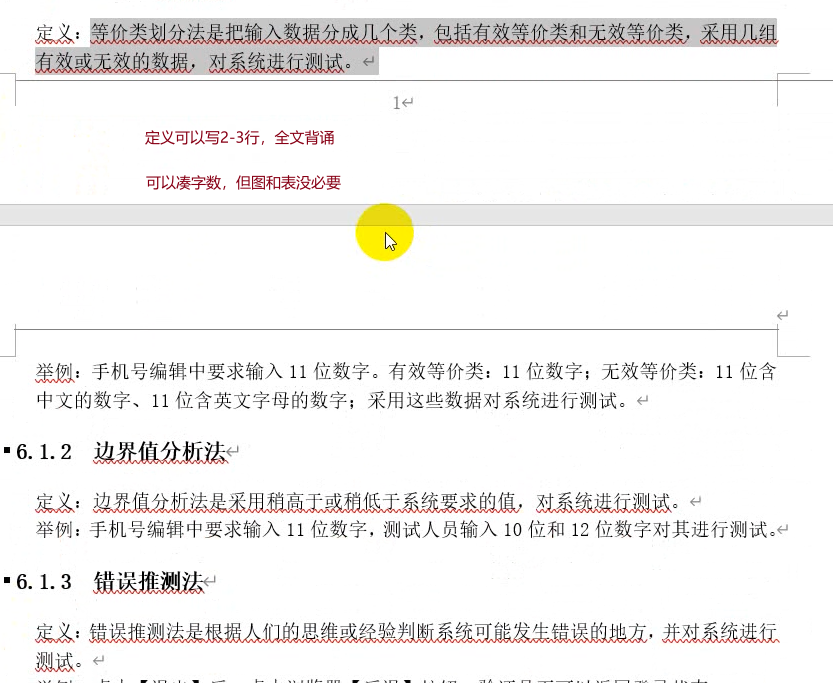 定义：等价类划分法是把输入数据分成几个类，包括有效等价类和无效等价类，采用几组
有效或无效的数据，对系统进行测试。
1
定义可以写2-3行，全文背诵
可以凑字数，但图和表没必要
举例：手机号编辑中要求输入 11 位数字。有效等价类：11 位数字；无效等价类：11 位含
中文的数字、11 位含英文字母的数字；采用这些数据对系统进行测试。
6.1.2 边界值分析法
定义：边界值分析法是采用稍高于或稍低于系统要求的值，对系统进行测试。
举例：手机号编辑中要求输入 11 位数字，测试人员输入 10 位和 12 位数字对其进行测试。
6.1.3 错误推测法
定义：错误推测法是根据人们的思维或经验判断系统可能发生错误的地方，并对系统进行
测试。